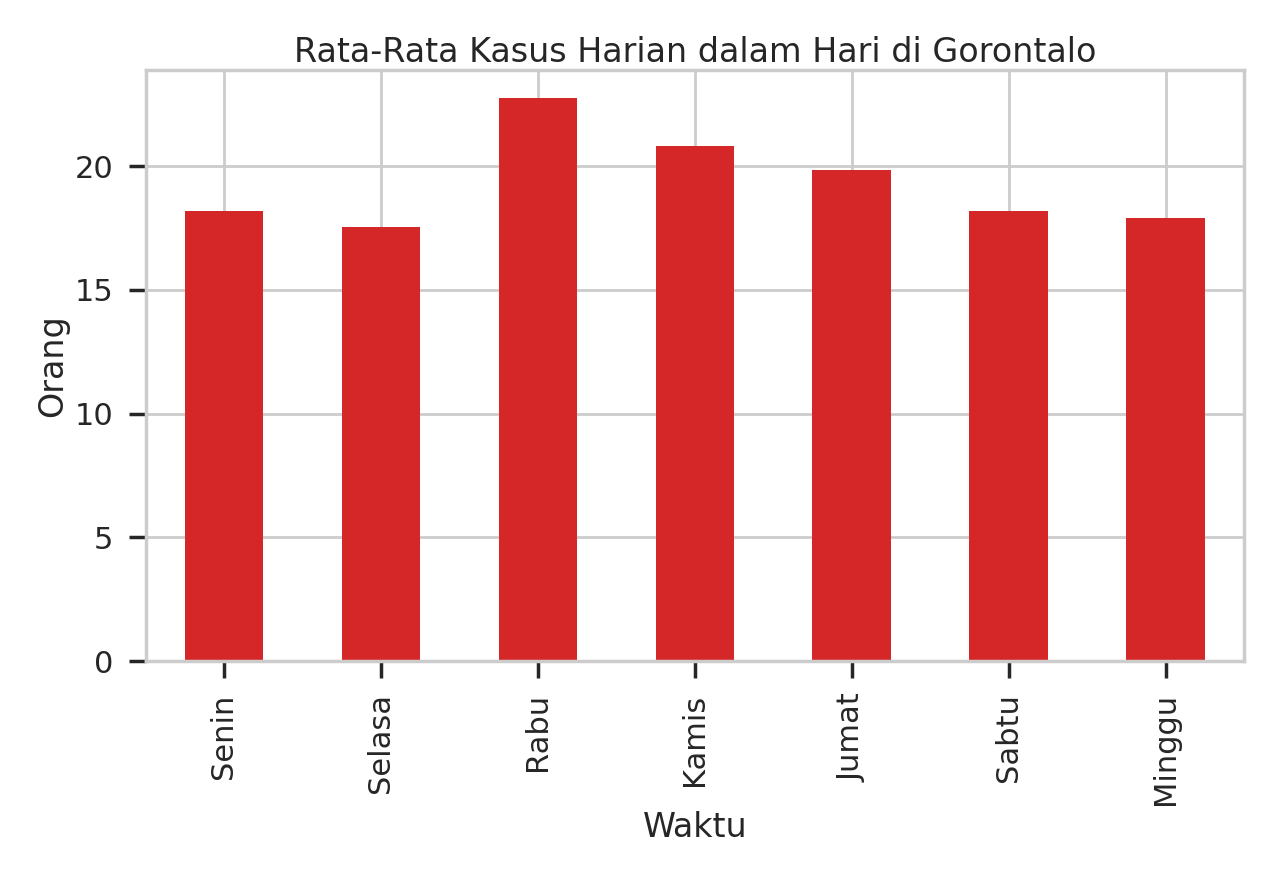 Rata-Rata Kasus Harian dalam Hari di Gorontalo
Orang
20
15
10
5
0
Senin
Selasa
Rabu
Kamis
Jumat
Sabtu
Minggu
Waktu